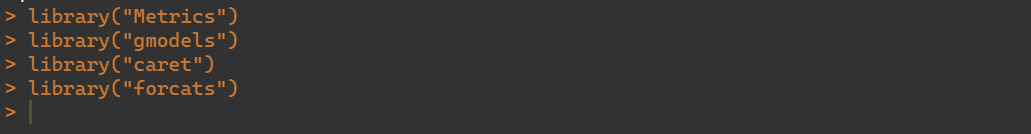 > library("Metrics")
> library("gmodels")
> library("caret")
> library("forcats")
>